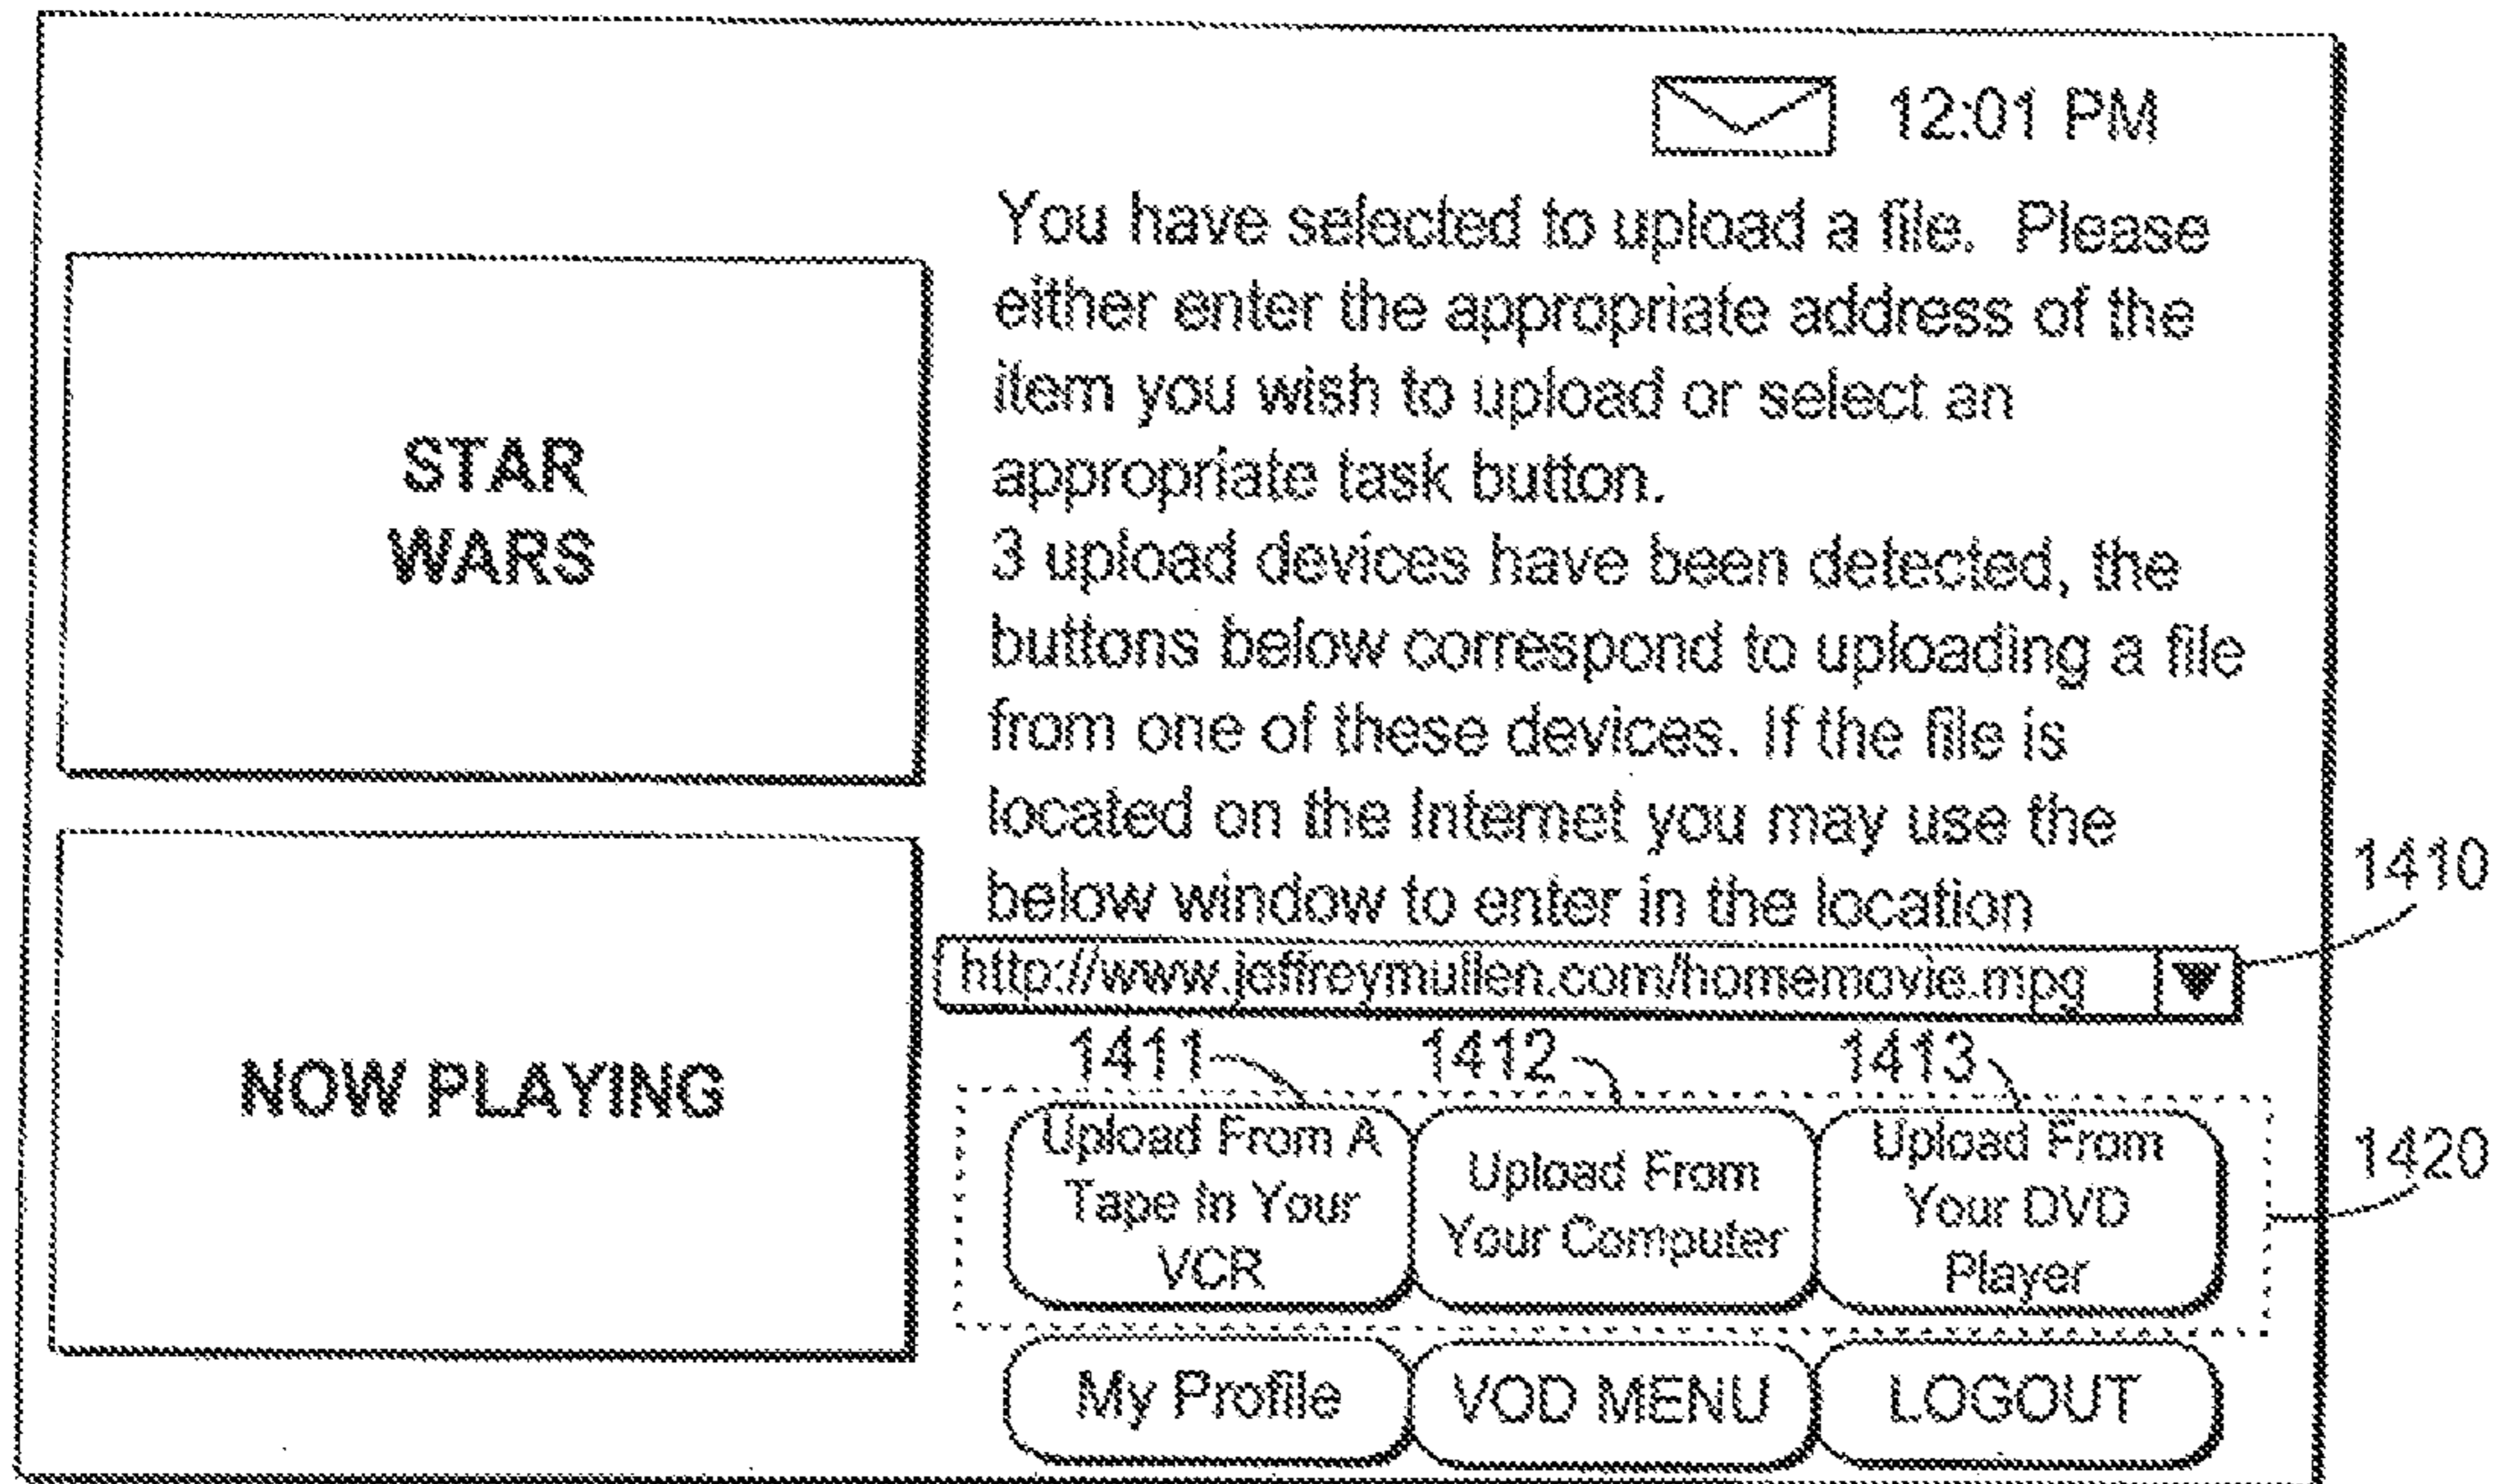 12:01 PM
You have selected to upload a file. Please
either enter the appropriate address of the
item you wish to upload or select an
appropriate task button.
3 upload devices have been detected, the
buttons below correspond to uploading a file
from one of these devices. If the file is
located on the Internet you may use the
below window to enter in the location
http://www.jeffreymullen.com/homemovie.mpg
STAR
WARS
NOW PLAYING
1410
1411
1412
1413
1420
Upload From A
Tape In Your
VCR
Upload From
Your Computer
Upload From
Your DVD
Player
My Profile
VOD MENU
LOGOUT